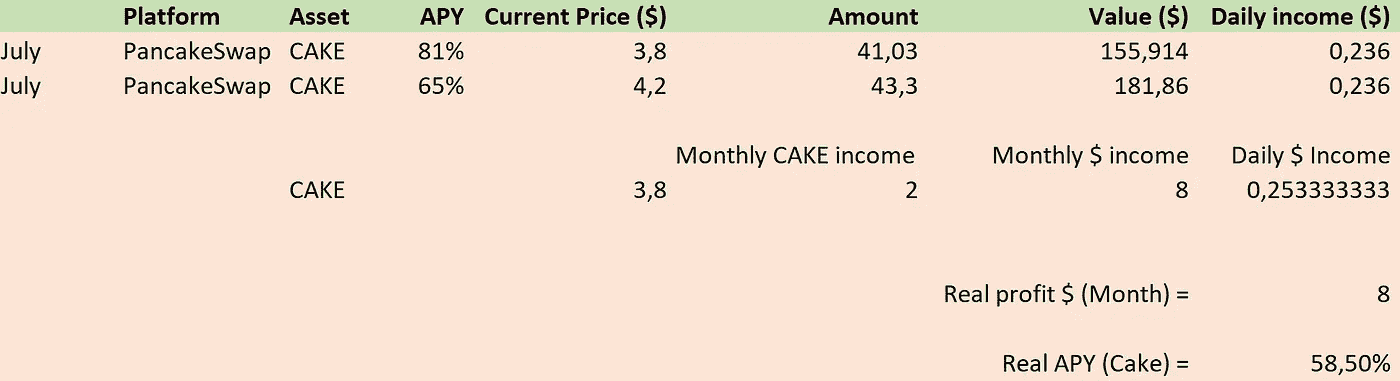 Platform Asset APY Current Price ($) Amount Value ($) Daily income ($)
July PancakeSwap CAKE 81% 3,8 41,03 155,914 0,236
July PancakeSwap CAKE 65% 4,2 43,3 181,86 0,236
Monthly CAKE income Monthly $ income Daily $ Income
CAKE 3,8 2 8 0,253333333
Real profit $ (Month) = 8
Real APY (Cake) = 58,50%